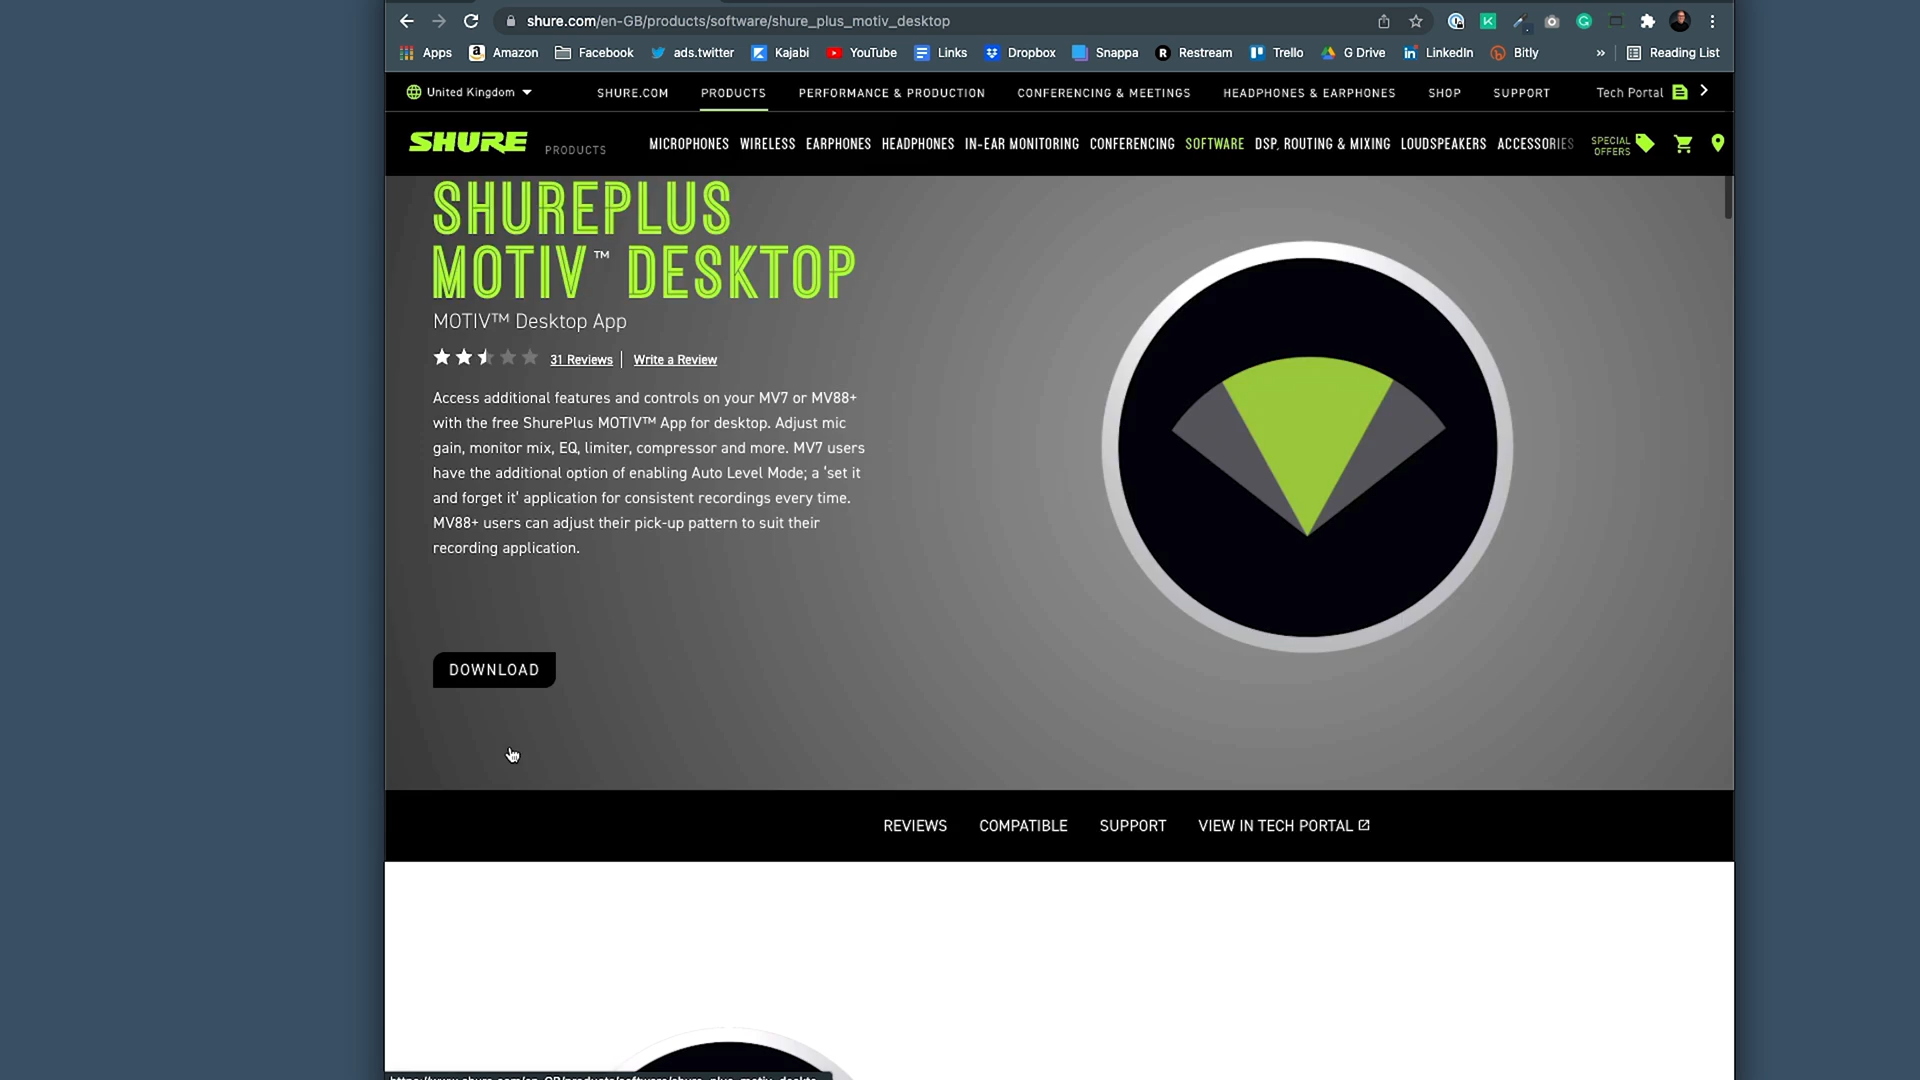 shure.com/en-GB/products/software/shure_plus_motiv_desktop
Apps Amazon Facebook ads.twitter Kajabi YouTube Links Dropbox Snappa Restream Trello G Drive LinkedIn Bitly » Reading List
United Kingdom SHURE.COM PRODUCTS PERFORMANCE & PRODUCTION CONFERENCING & MEETINGS HEADPHONES & EARPHONES SHOP SUPPORT Tech Portal
SHURE PRODUCTS MICROPHONES WIRELESS EARPHONES HEADPHONES IN-EAR MONITORING CONFERENCING SOFTWARE DSP, ROUTING & MIXING LOUDSPEAKERS ACCESSORIES SPECIAL OFFERS
SHUREPLUS
MOTIV™ DESKTOP
MOTIV™ Desktop App
31 Reviews | Write a Review
Access additional features and controls on your MV7 or MV88+
with the free ShurePlus MOTIV™ App for desktop. Adjust mic
gain, monitor mix, EQ, limiter, compressor and more. MV7 users
have the additional option of enabling Auto Level Mode; a 'set it
and forget it' application for consistent recordings every time.
MV88+ users can adjust their pick-up pattern to suit their
recording application.
DOWNLOAD
REVIEWS COMPATIBLE SUPPORT VIEW IN TECH PORTAL